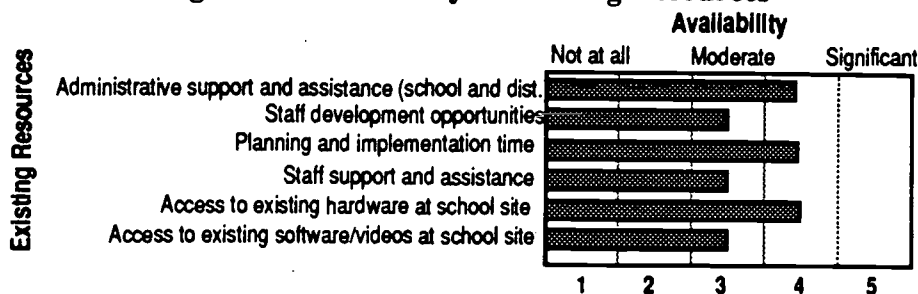 Availability
Not at all Moderate Significant
Existing Resources
Administrative support and assistance (school and dist.
Staff development opportunities
Planning and implementation time
Staff support and assistance
Access to existing hardware at school site
Access to existing software/videos at school site
1 2 3 4 5